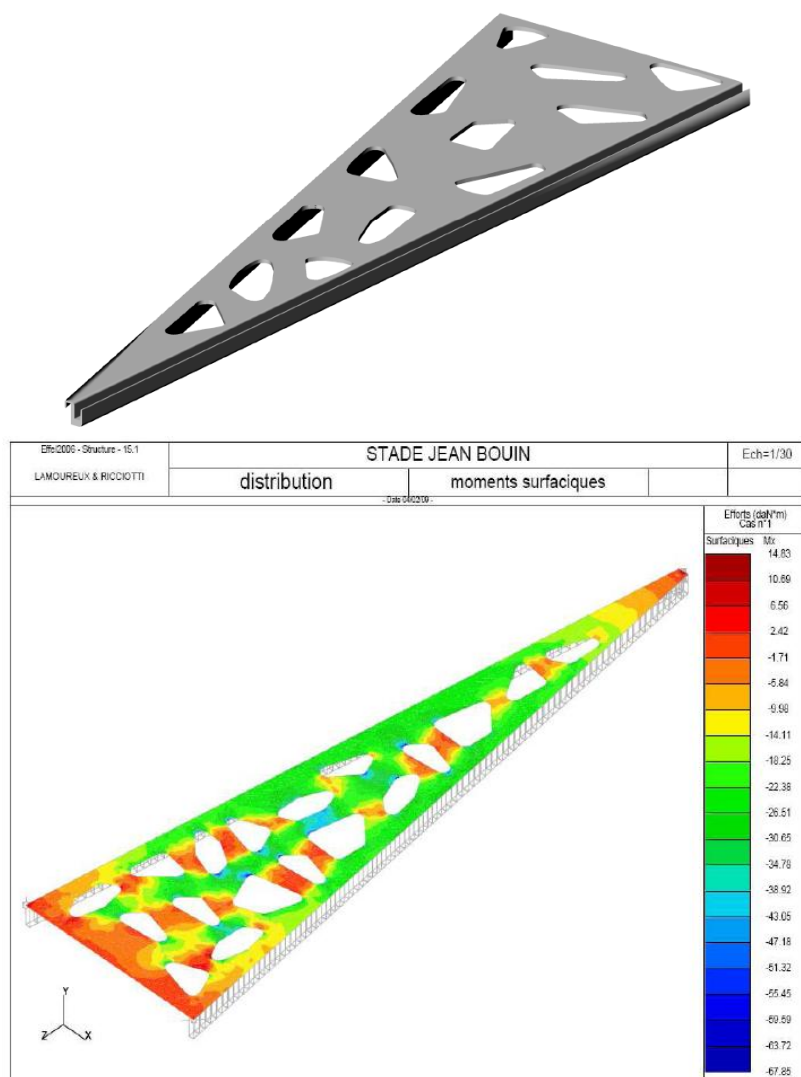 Effel2006 - Structure - 15.1
LAMOUREUX & RICCIOTTI
STADE JEAN BOUIN
Ech=1/30
distribution
moments surfaciques
Efforts (daN*m)
Cas n°1
Surfaciques Mx
14.83
10.69
6.56
2.42
-1.71
-5.84
-9.98
-14.11
-18.25
-22.38
-26.51
-30.65
-34.78
-38.92
-43.05
-47.18
-51.32
-55.45
-59.59
-63.72
-67.85
Y
Z
X